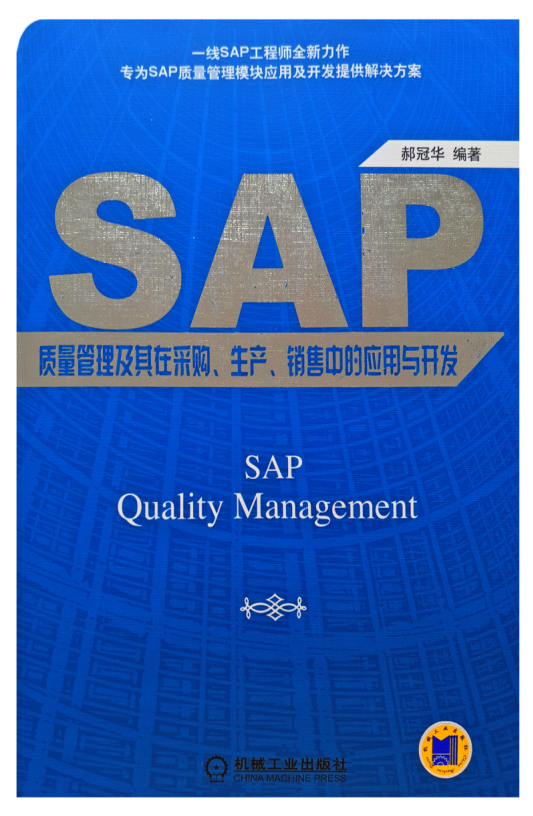 一线SAP工程师全新力作
专为SAP质量管理模块应用及开发提供解决方案
郝冠华 编著
SAP
质量管理及其在采购、生产、销售中的应用与开发
SAP
Quality Management
机械工业出版社
CHINA MACHINE PRESS